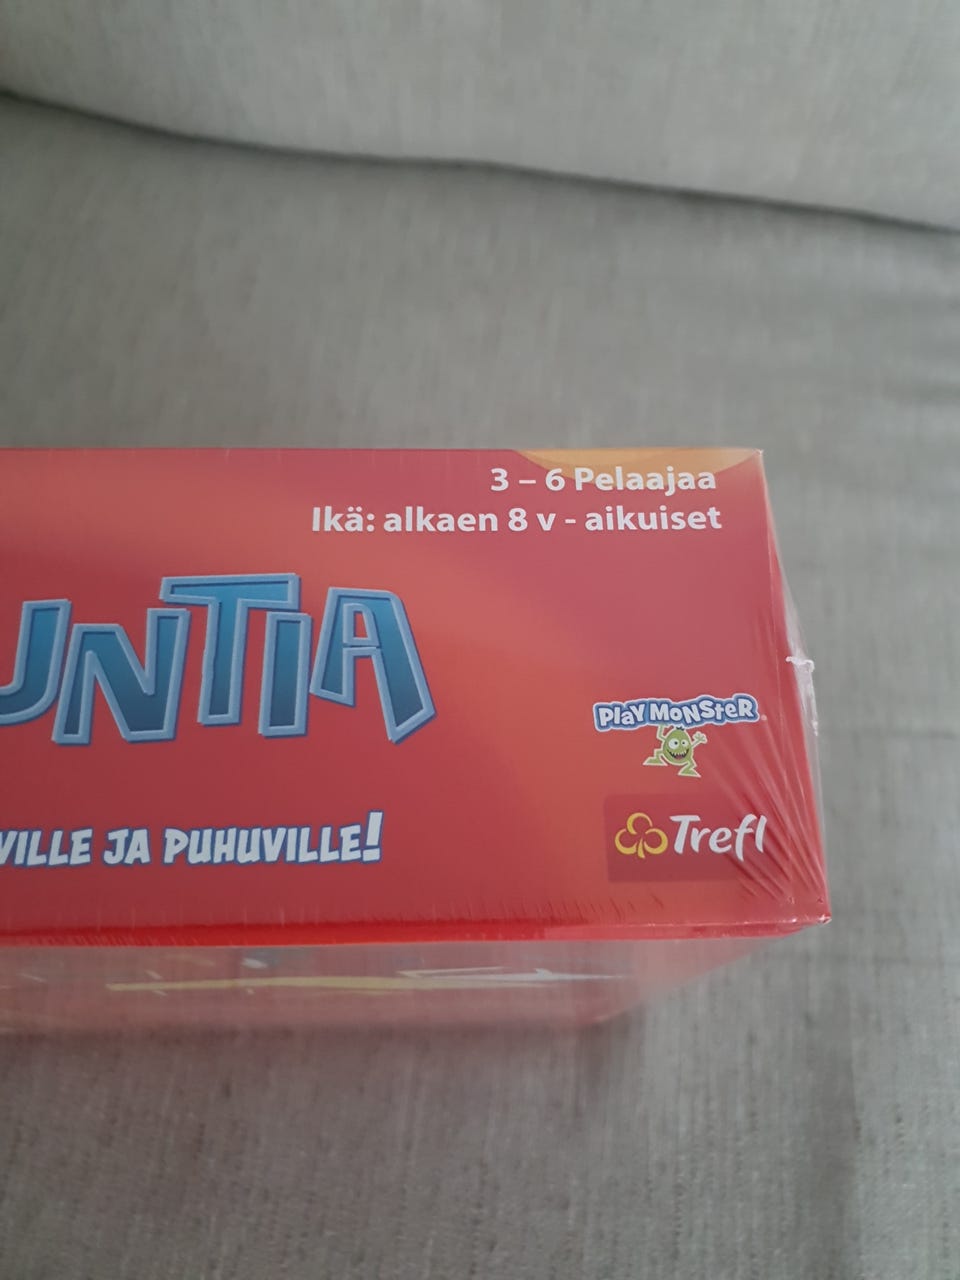 3 – 6 Pelaajaa
Ikä: alkaen 8 v - aikuiset
UNTIA
PLAY MONSTER
VILLE JA PUHUVILLE!
Trefl